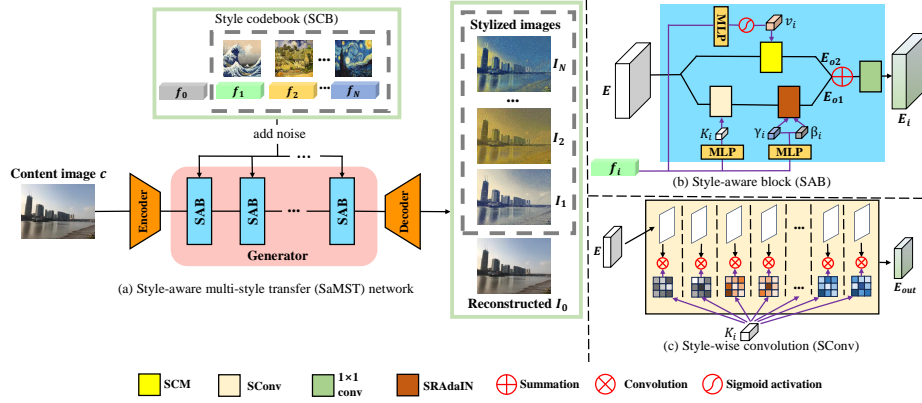 Style codebook (SCB)
f0 f1 f2 ... fN
add noise
Content image c
Encoder
SAB SAB ... SAB
Decoder
Generator
(a) Style-aware multi-style transfer (SaMST) network
Stylized images
IN
...
I2
I1
Reconstructed I0
MLP
vi
E
Eo2
Eo1
Ei
Ki
γi βi
MLP MLP
fi
(b) Style-aware block (SAB)
E
...
Eout
Ki
(c) Style-wise convolution (SConv)
SCM SConv 1×1 conv SRAdaIN Summation Convolution Sigmoid activation